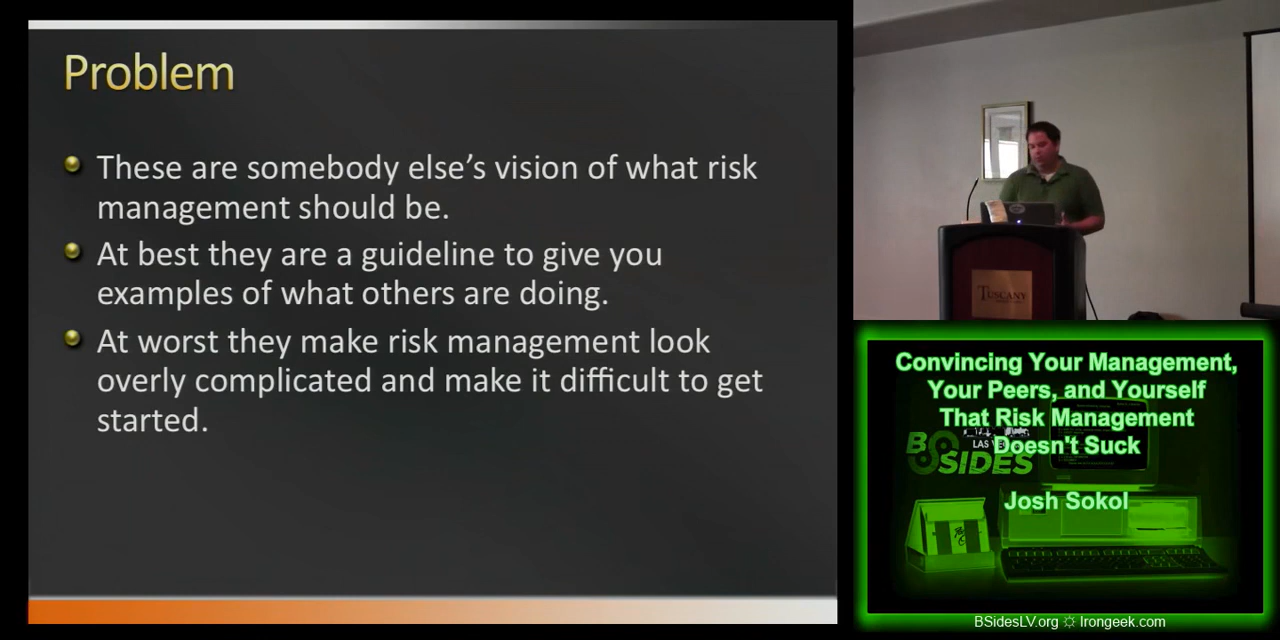 Problem
These are somebody else's vision of what risk
management should be.
At best they are a guideline to give you
examples of what others are doing.
At worst they make risk management look
overly complicated and make it difficult to get
started.
TUSCANY
Convincing Your Management,
Your Peers, and Yourself
That Risk Management
Doesn't Suck
BSIDES
Josh Sokol
BSidesLV.org ☼ Irongeek.com